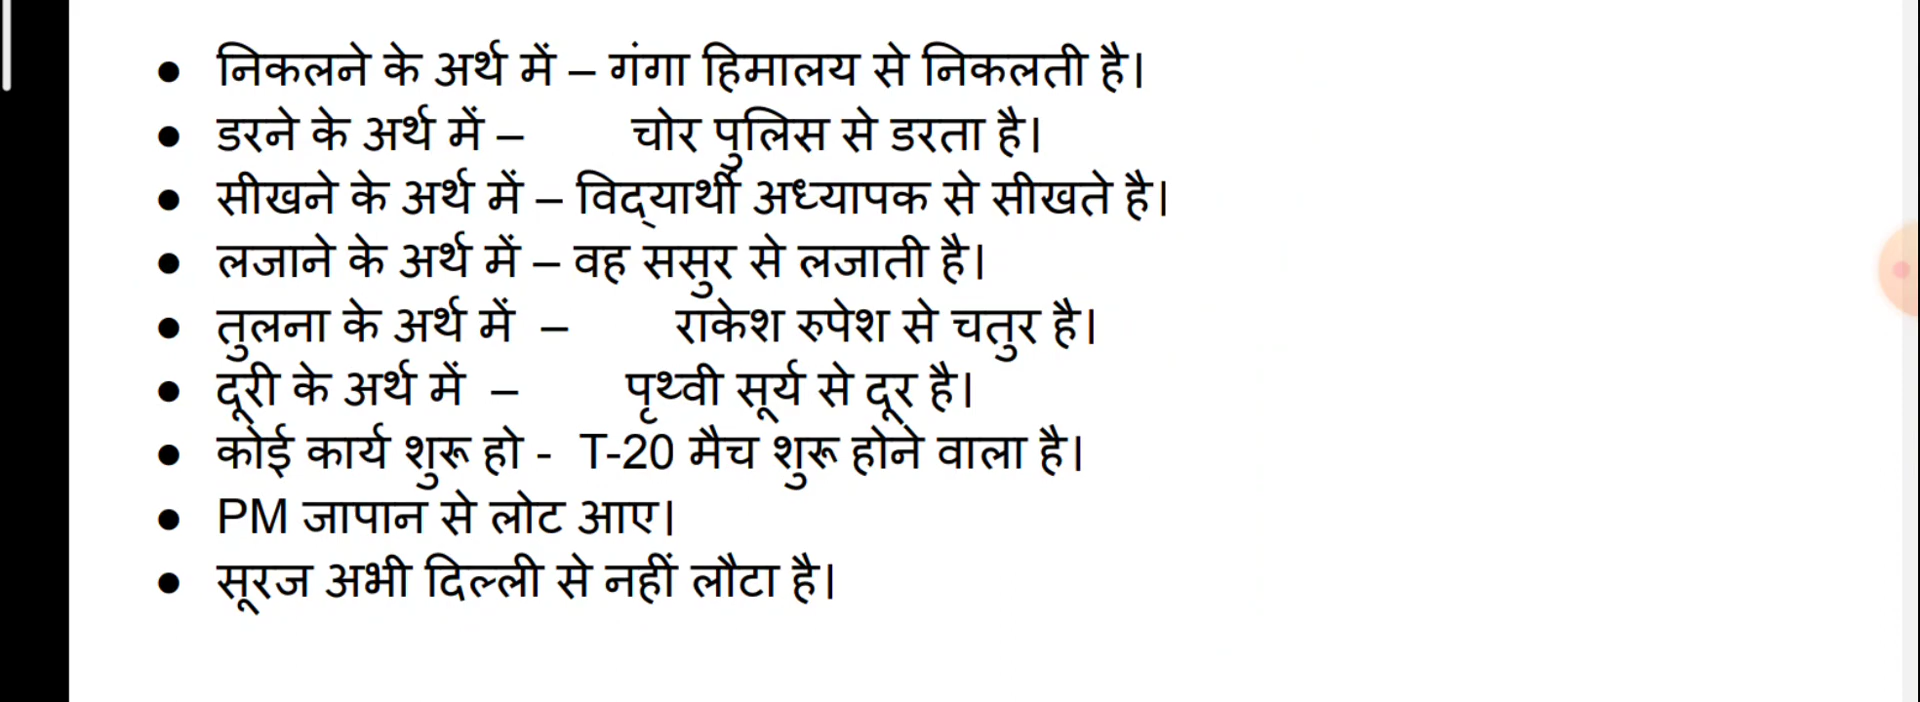 ● निकलने के अर्थ में – गंगा हिमालय से निकलती है।
● डरने के अर्थ में – चोर पुलिस से डरता है।
● सीखने के अर्थ में – विद्‌यार्थी अध्यापक से सीखते है।
● लजाने के अर्थ में – वह ससुर से लजाती है।
● तुलना के अर्थ में – राकेश रुपेश से चतुर है।
● दूरी के अर्थ में – पृथ्वी सूर्य से दूर है।
● कोई कार्य शुरू हो - T-20 मैच शुरू होने वाला है।
● PM जापान से लोट आए।
● सूरज अभी दिल्ली से नहीं लौटा है।